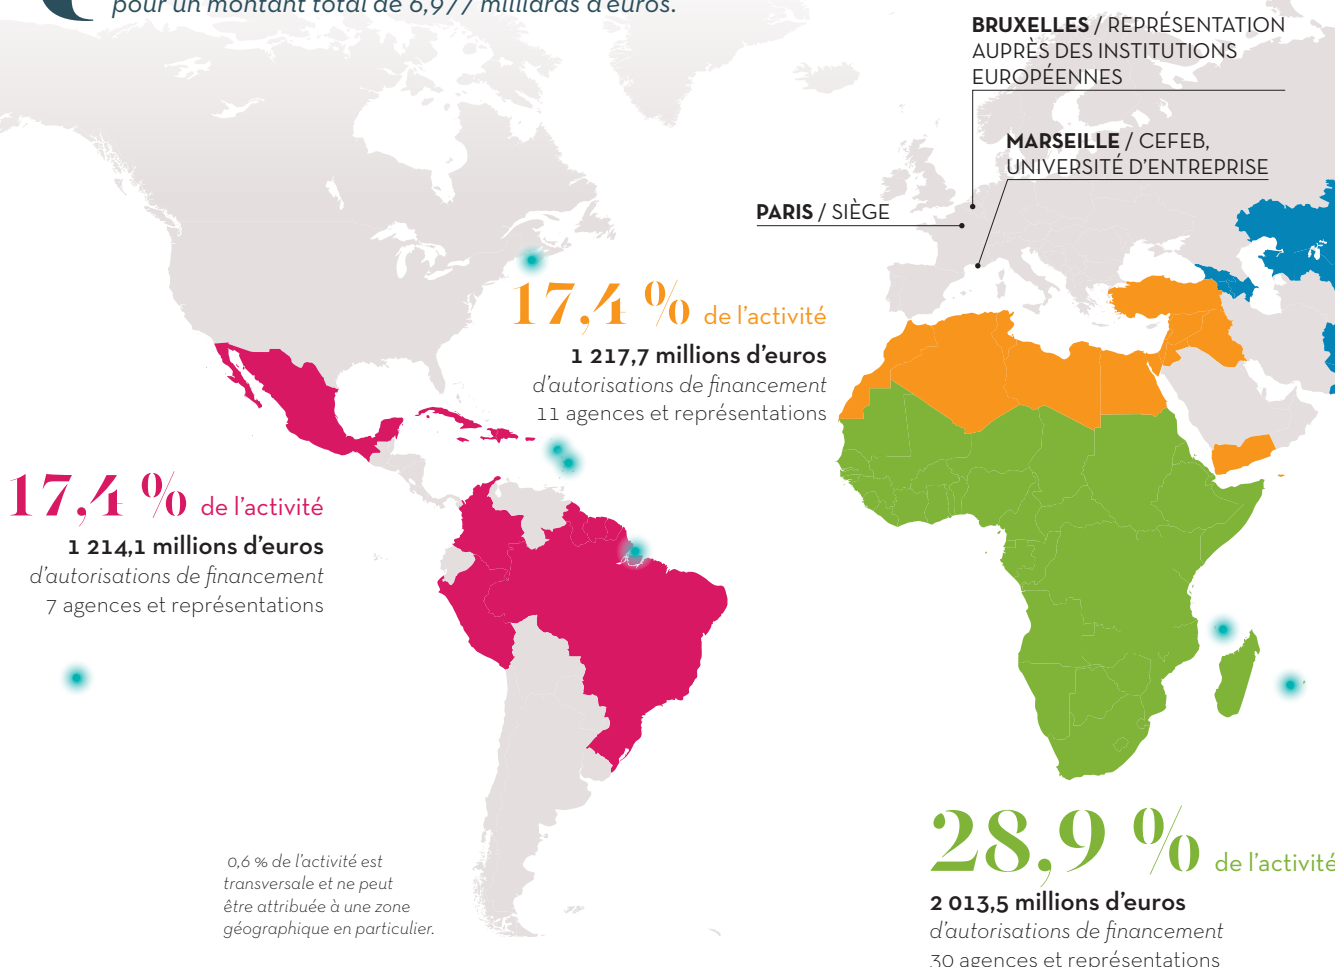 pour un montant total de 6,977 milliards d'euros.
BRUXELLES / REPRÉSENTATION
AUPRÈS DES INSTITUTIONS
EUROPÉENNES
MARSEILLE / CEFEB,
UNIVERSITÉ D'ENTREPRISE
PARIS / SIÈGE
17,4 % de l'activité
1 217,7 millions d'euros
d'autorisations de financement
11 agences et représentations
17,4 % de l'activité
1 214,1 millions d'euros
d'autorisations de financement
7 agences et représentations
0,6 % de l'activité est
transversale et ne peut
être attribuée à une zone
géographique en particulier.
28,9 % de l'activité
2 013,5 millions d'euros
d'autorisations de financement
30 agences et représentations